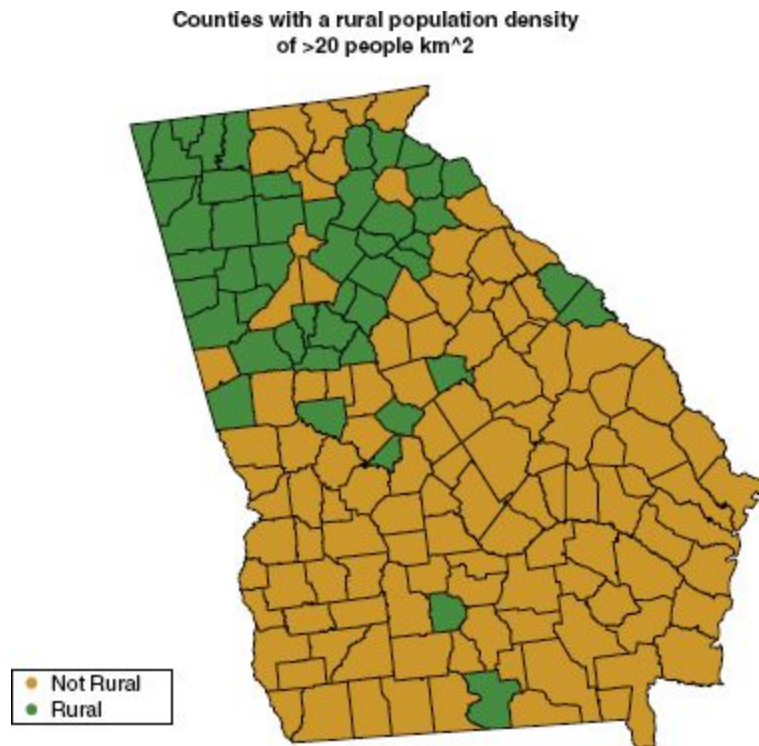 Counties with a rural population density
of >20 people km^2
Not Rural
Rural